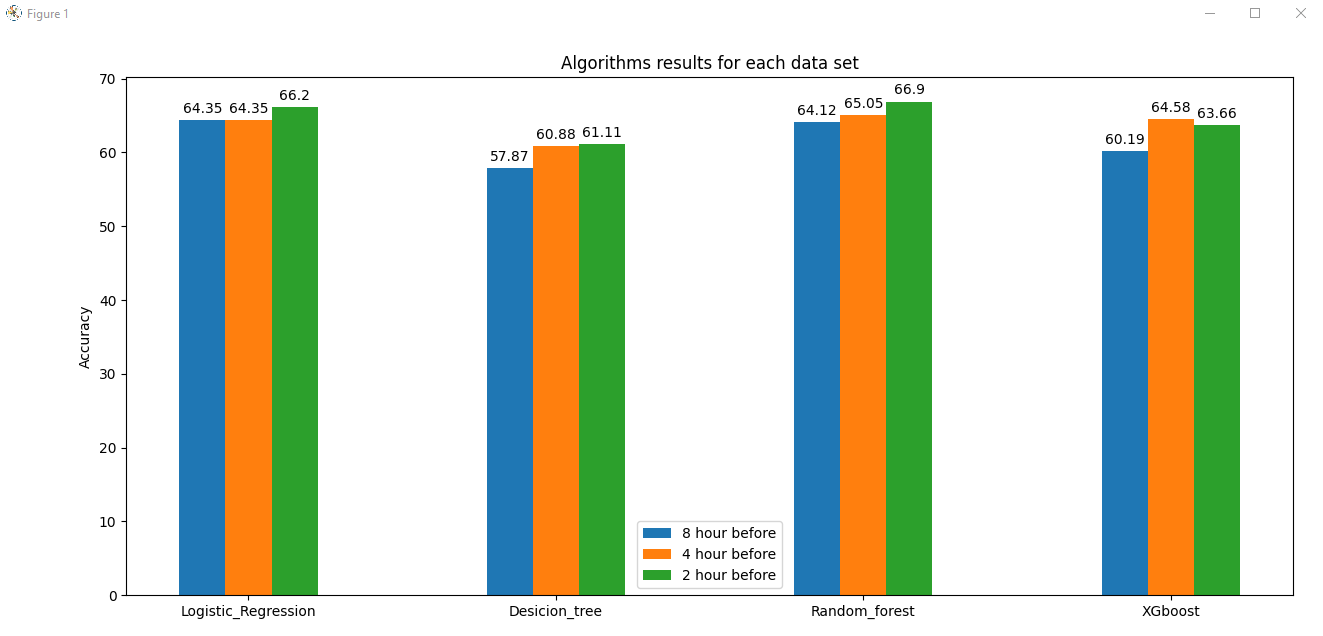 Figure 1
Algorithms results for each data set
Accuracy
70
60
50
40
30
20
10
0
64.35 64.35 66.2
57.87 60.88 61.11
64.12 65.05 66.9
60.19 64.58 63.66
8 hour before
4 hour before
2 hour before
Logistic_Regression Desicion_tree Random_forest XGboost